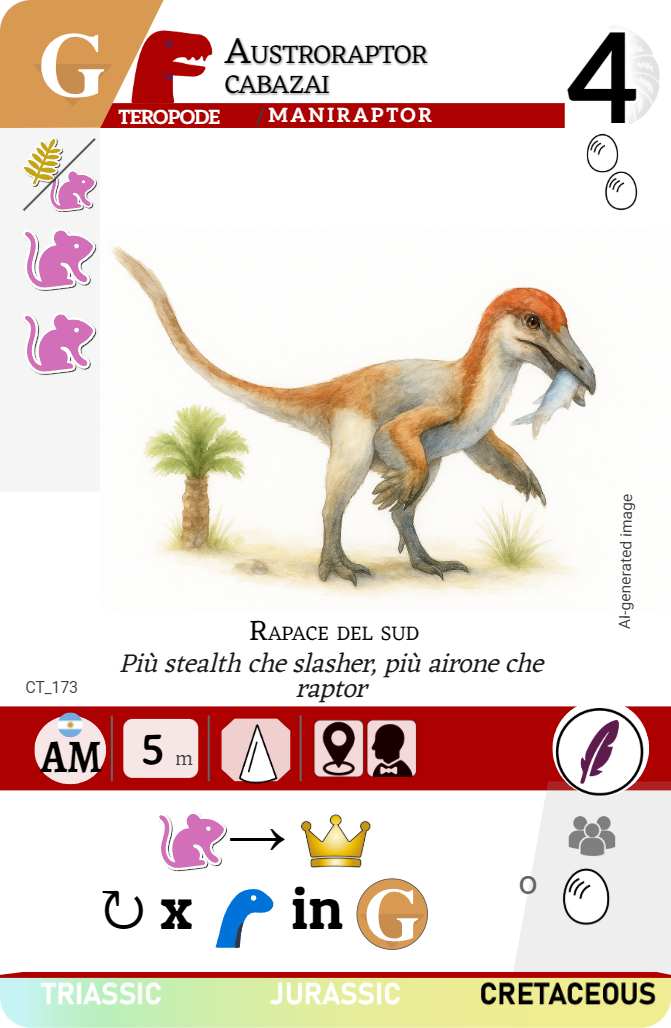 G
AUSTRORAPTOR
CABAZAI
4
TEROPODE / MANIRAPTOR
AI-generated image
RAPACE DEL SUD
Più stealth che slasher, più airone che
raptor
CT_173
AM
5 m
→
O
↻ x in G
TRIASSIC JURASSIC CRETACEOUS